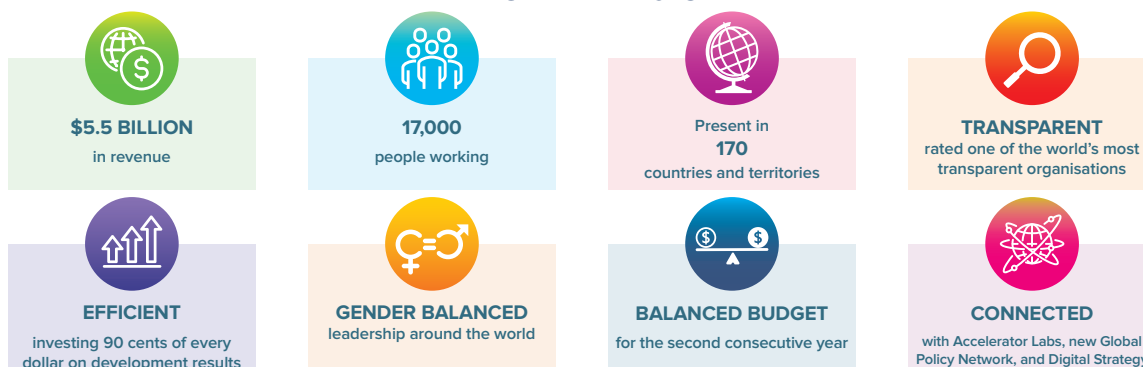 $5.5 BILLION
in revenue
17,000
people working
Present in
170
countries and territories
TRANSPARENT
rated one of the world's most
transparent organisations
EFFICIENT
investing 90 cents of every
dollar on development results
GENDER BALANCED
leadership around the world
BALANCED BUDGET
for the second consecutive year
CONNECTED
with Accelerator Labs, new Global
Policy Network, and Digital Strategy